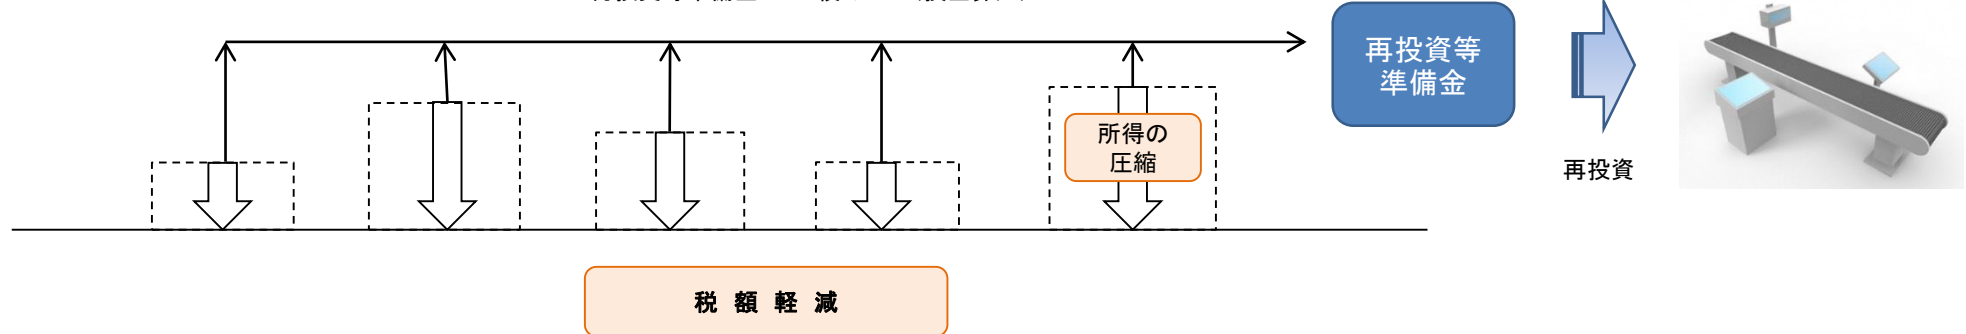 再投資等
準備金
所得の
圧縮
再投資
税 額 軽 減